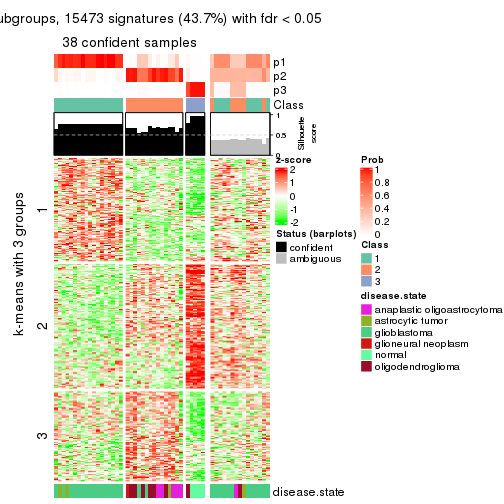 ubgroups, 15473 signatures (43.7%) with fdr < 0.05
38 confident samples
p1
p2
p3
Class
1
0.5
0
Silhouette
score
k-means with 3 groups
1
2
3
disease.state
z-score
2
1
0
-1
-2
Status (barplots)
confident
ambiguous
Prob
1
0.8
0.6
0.4
0.2
0
Class
1
2
3
disease.state
anaplastic oligoastrocytoma
astrocytic tumor
glioblastoma
glioneural neoplasm
normal
oligodendroglioma